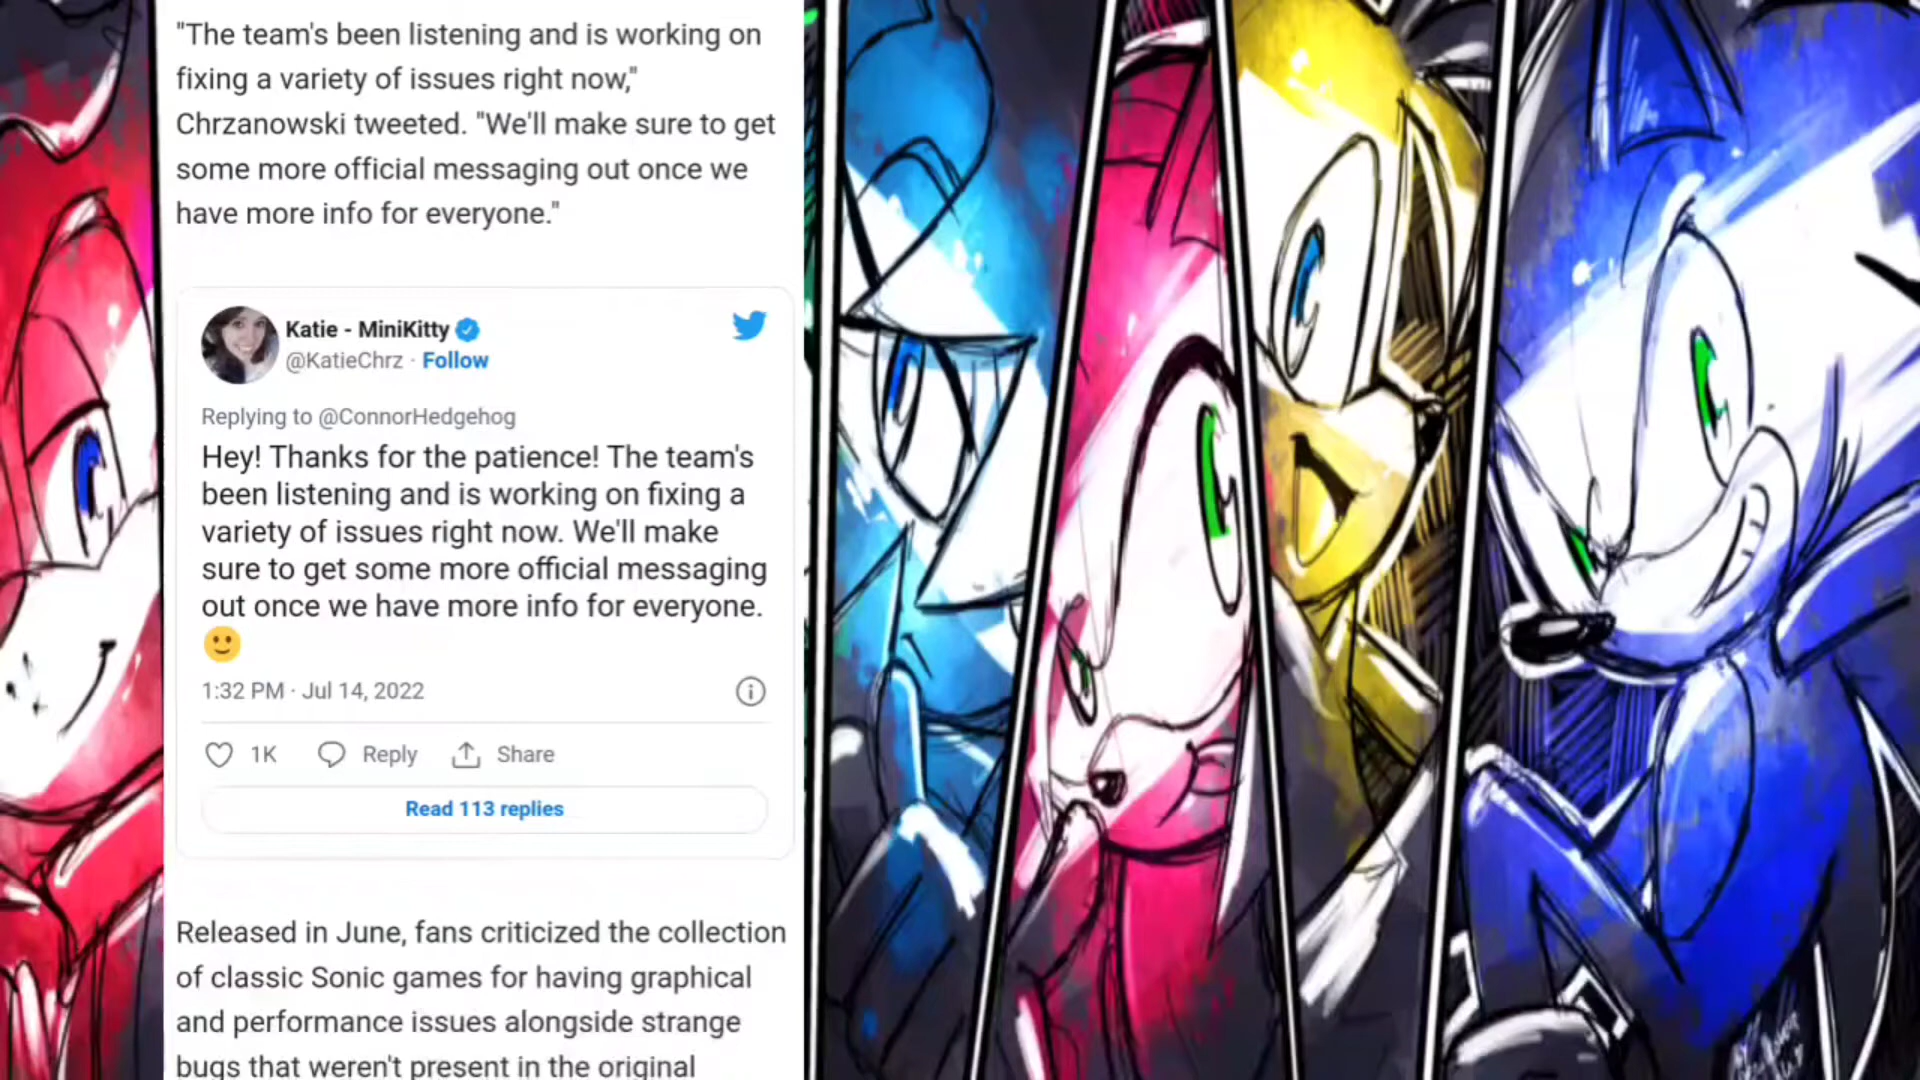 "The team's been listening and is working on
fixing a variety of issues right now,"
Chrzanowski tweeted. "We'll make sure to get
some more official messaging out once we
have more info for everyone."
Katie - MiniKitty
@KatieChrz · Follow
Replying to @ConnorHedgehog
Hey! Thanks for the patience! The team's
been listening and is working on fixing a
variety of issues right now. We'll make
sure to get some more official messaging
out once we have more info for everyone.
🙂
1:32 PM · Jul 14, 2022
1K Reply Share
Read 113 replies
Released in June, fans criticized the collection
of classic Sonic games for having graphical
and performance issues alongside strange
bugs that weren't present in the original